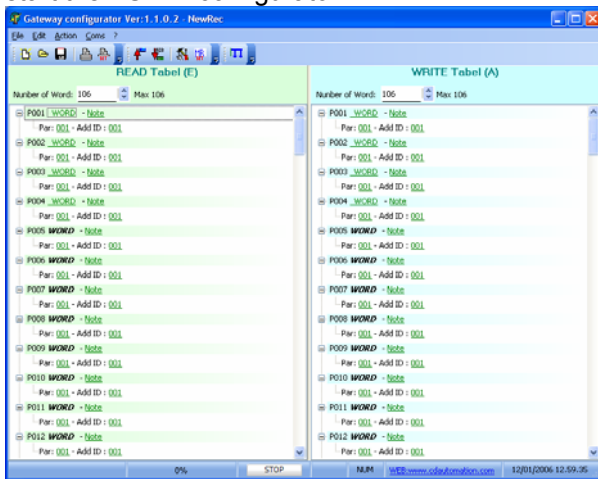 configurator
Gateway configurator Ver:1.1.0.2 - NewRec
File Edit Action Coms ?
READ Tabel (E)
Number of Word: 106 Max 106
P001 WORD - Note
Par: 001 - Add ID : 001
P002 WORD - Note
Par: 001 - Add ID : 001
P003 WORD - Note
Par: 001 - Add ID : 001
P004 WORD - Note
Par: 001 - Add ID : 001
P005 WORD - Note
Par: 001 - Add ID : 001
P006 WORD - Note
Par: 001 - Add ID : 001
P007 WORD - Note
Par: 001 - Add ID : 001
P008 WORD - Note
Par: 001 - Add ID : 001
P009 WORD - Note
Par: 001 - Add ID : 001
P010 WORD - Note
Par: 001 - Add ID : 001
P011 WORD - Note
Par: 001 - Add ID : 001
P012 WORD - Note
Par: 001 - Add ID : 001
WRITE Tabel (A)
Number of Word: 106 Max 106
P001 WORD - Note
Par: 001 - Add ID : 001
P002 WORD - Note
Par: 001 - Add ID : 001
P003 WORD - Note
Par: 001 - Add ID : 001
P004 WORD - Note
Par: 001 - Add ID : 001
P005 WORD - Note
Par: 001 - Add ID : 001
P006 WORD - Note
Par: 001 - Add ID : 001
P007 WORD - Note
Par: 001 - Add ID : 001
P008 WORD - Note
Par: 001 - Add ID : 001
P009 WORD - Note
Par: 001 - Add ID : 001
P010 WORD - Note
Par: 001 - Add ID : 001
P011 WORD - Note
Par: 001 - Add ID : 001
P012 WORD - Note
Par: 001 - Add ID : 001
0% STOP NUM WEB:www.cdautomation.com 12/01/2006 12.59.35